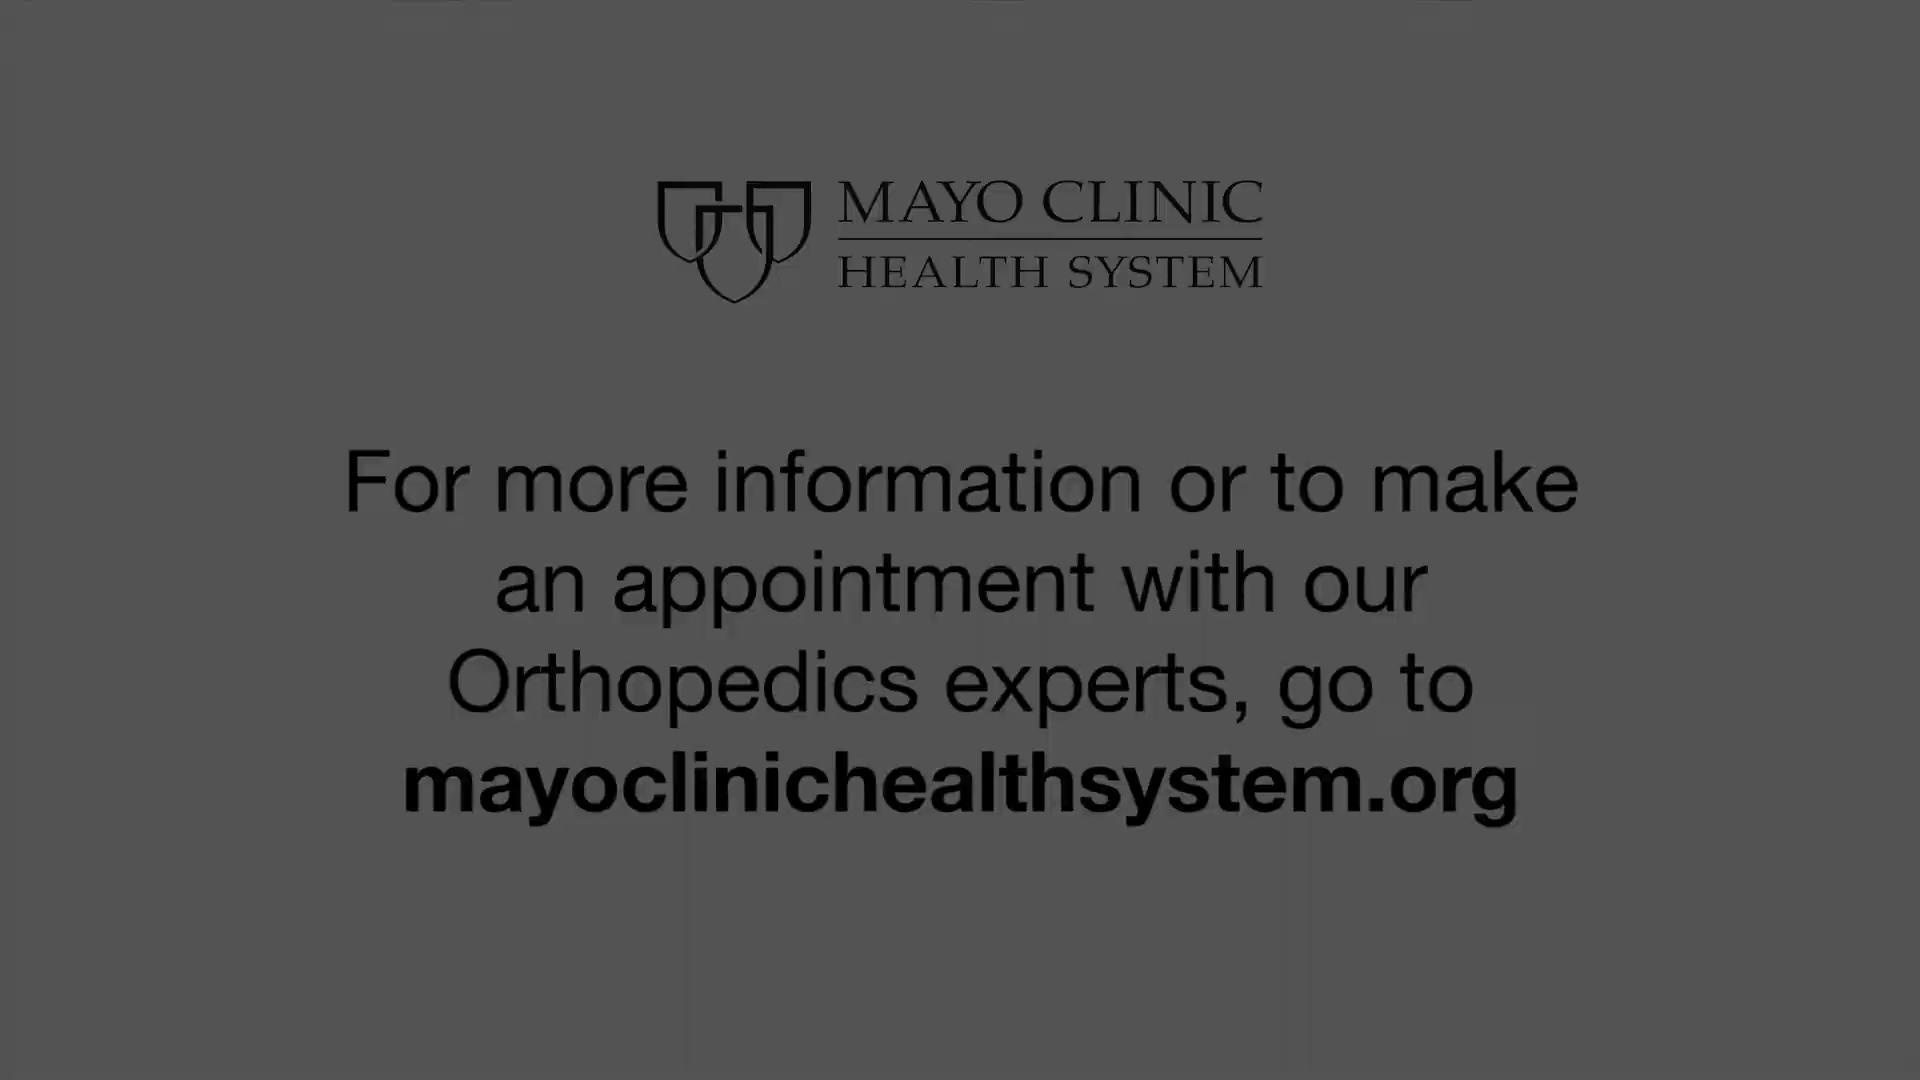 MAYO CLINIC
HEALTH SYSTEM
For more information or to make
an appointment with our
Orthopedics experts, go to
mayoclinichealthsystem.org